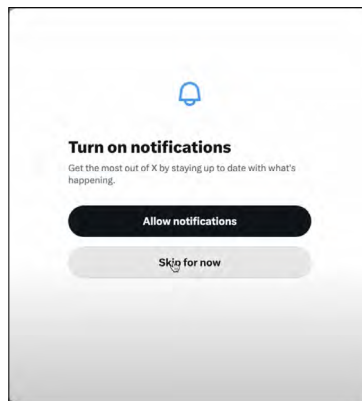 Turn on notifications
Get the most out of X by staying up to date with what's
happening.
Allow notifications
Skip for now